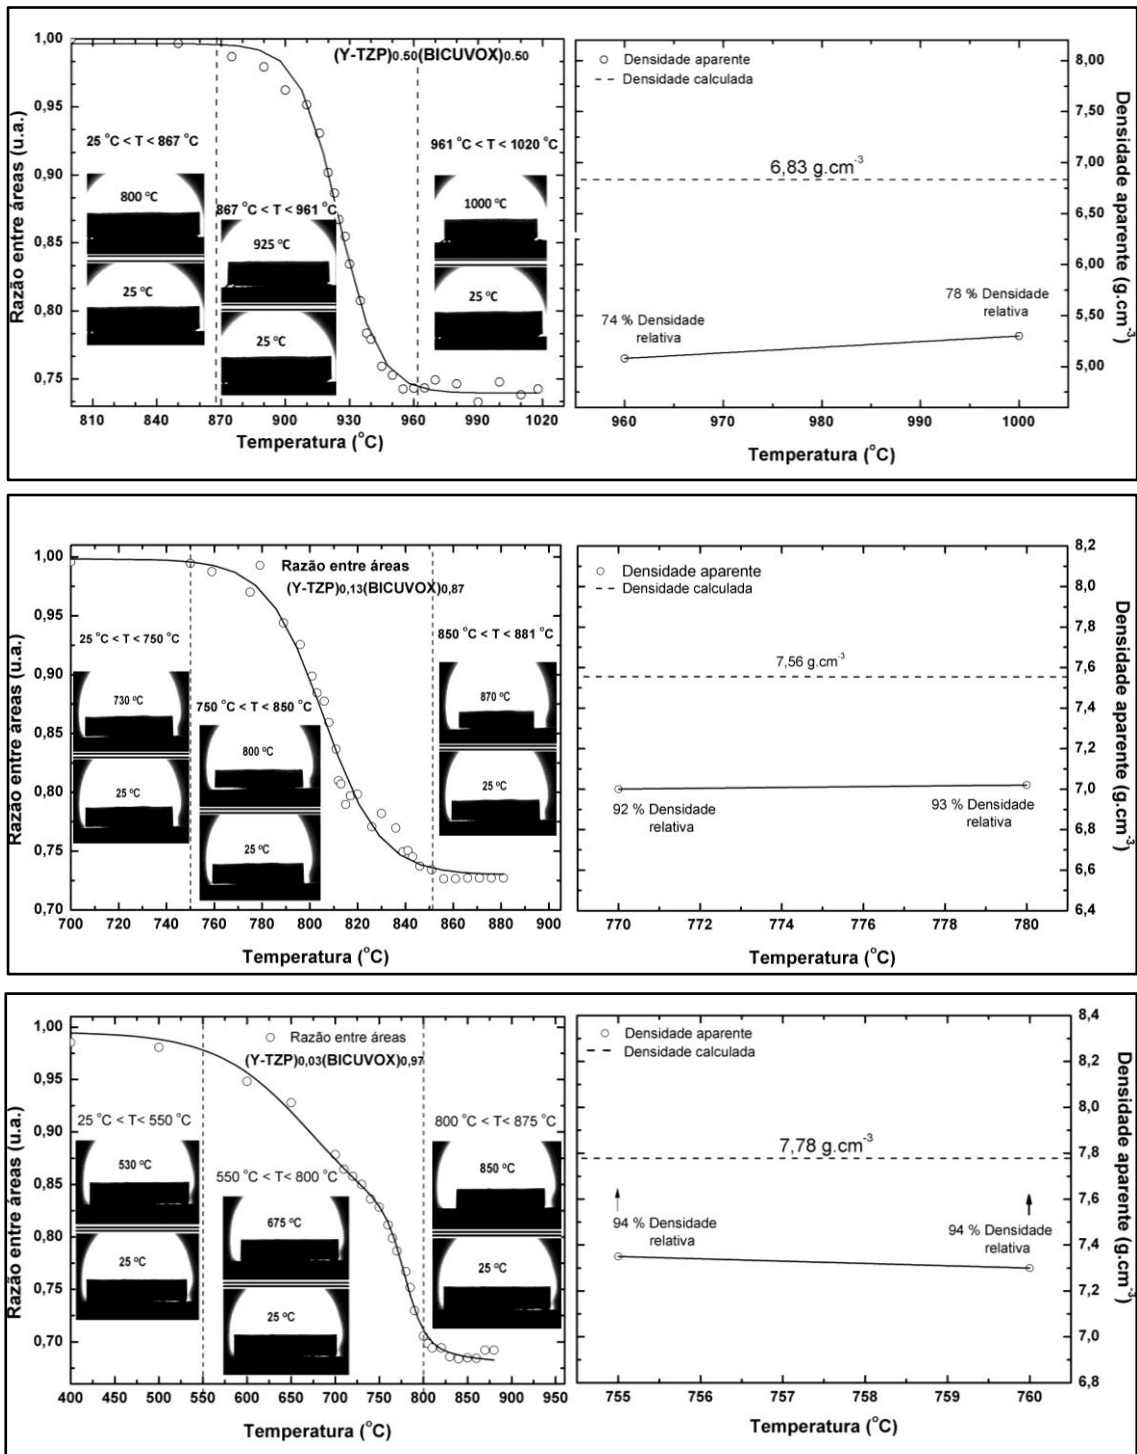 (Y-TZP)0.50(BICUVOX)0.50
Razão entre áreas (u.a.)
1,00
0,95
0,90
0,85
0,80
0,75
25 °C < T < 867 °C
800 °C
25 °C
867 °C < T < 961 °C
925 °C
25 °C
961 °C < T < 1020 °C
1000 °C
25 °C
810 840 870 900 930 960 990 1020
Temperatura (°C)
Densidade aparente
Densidade calculada
6,83 g.cm-3
74 % Densidade
relativa
78 % Densidade
relativa
8,00
7,50
7,00
6,50
6,00
5,50
5,00
Densidade aparente (g.cm-3)
960 970 980 990 1000
Temperatura (°C)
Razão entre áreas (u.a.)
1,00
0,95
0,90
0,85
0,80
0,75
0,70
Razão entre áreas
(Y-TZP)0,13(BICUVOX)0,87
25 °C < T < 750 °C
730 °C
25 °C
750 °C < T < 850 °C
800 °C
25 °C
850 °C < T < 881 °C
870 °C
25 °C
700 720 740 760 780 800 820 840 860 880 900
Temperatura (°C)
Densidade aparente
Densidade calculada
7,56 g.cm-3
92 % Densidade
relativa
93 % Densidade
relativa
8,2
8,0
7,8
7,6
7,4
7,2
7,0
6,8
6,6
6,4
Densidade aparente (g.cm-3)
770 772 774 776 778 780
Temperatura (°C)
Razão entre áreas (u.a.)
1,00
0,95
0,90
0,85
0,80
0,75
0,70
Razão entre áreas
(Y-TZP)0,03(BICUVOX)0,97
25 °C < T< 550 °C
530 °C
25 °C
550 °C < T< 800 °C
675 °C
25 °C
800 °C < T< 875 °C
850 °C
25 °C
400 450 500 550 600 650 700 750 800 850 900 950
Temperatura (°C)
Densidade aparente
Densidade calculada
7,78 g.cm-3
94 % Densidade
relativa
94 % Densidade
relativa
8,4
8,2
8,0
7,8
7,6
7,4
7,2
7,0
6,8
Densidade aparente (g.cm-3)
755 756 757 758 759 760
Temperatura (°C)